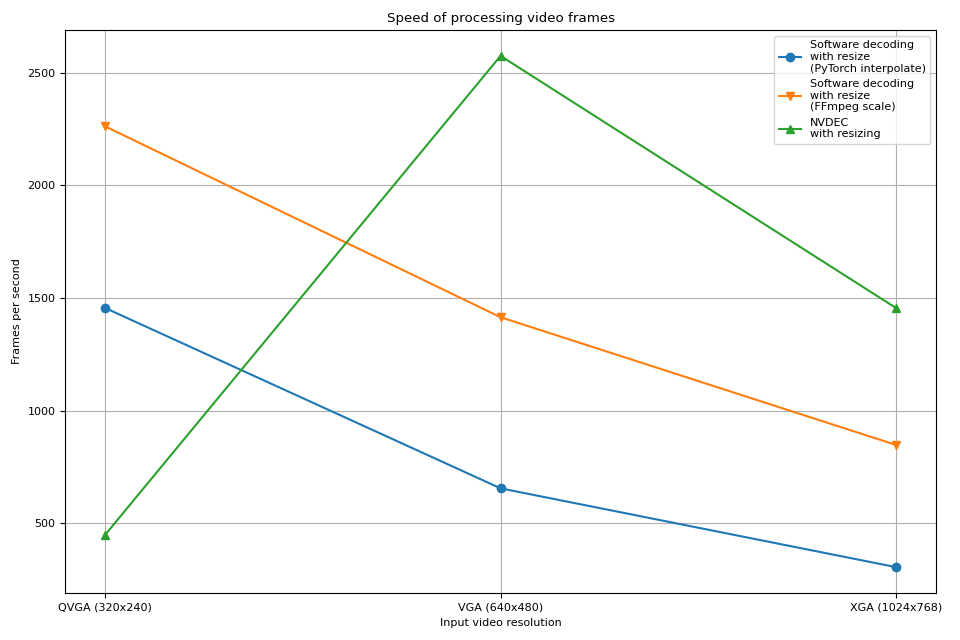 Speed of processing video frames
Software decoding
with resize
(PyTorch interpolate)
Software decoding
with resize
(FFmpeg scale)
NVDEC
with resizing
2500
2000
1500
1000
500
Frames per second
QVGA (320x240)
VGA (640x480)
XGA (1024x768)
Input video resolution